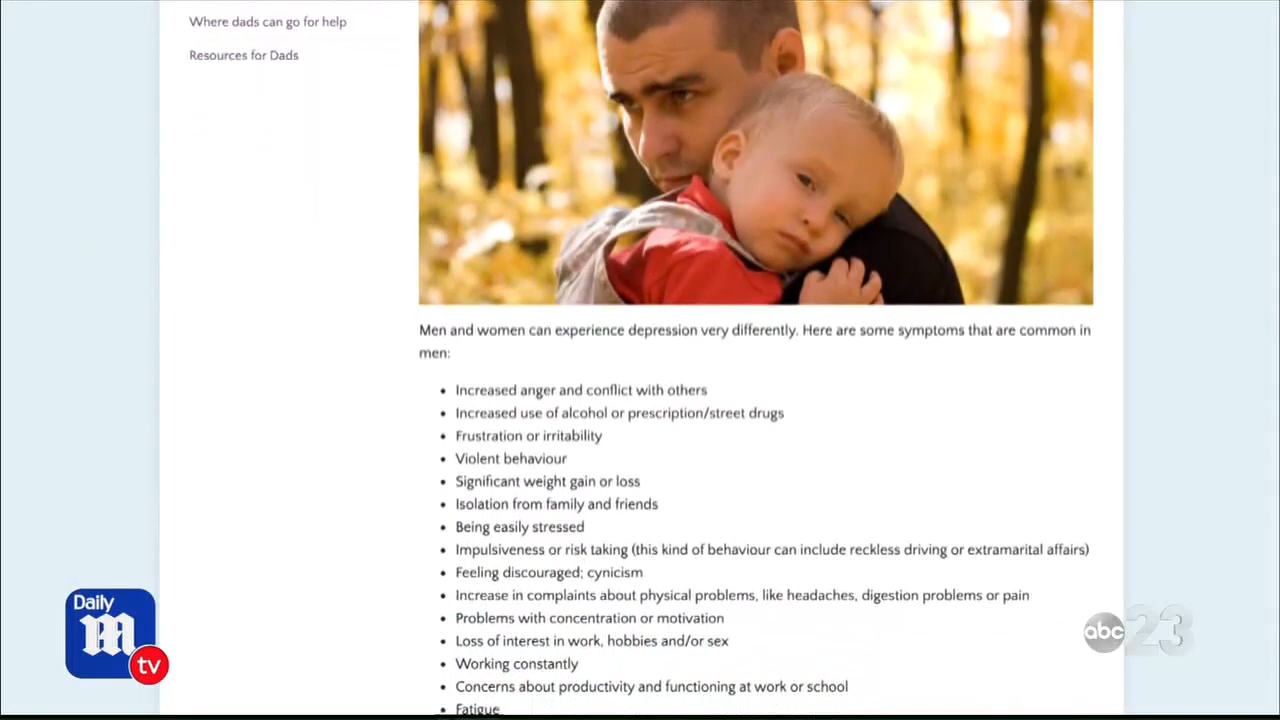 Where dads can go for help
Resources for Dads
Men and women can experience depression very differently. Here are some symptoms that are common in
men:
• Increased anger and conflict with others
• Increased use of alcohol or prescription/street drugs
• Frustration or irritability
• Violent behaviour
• Significant weight gain or loss
• Isolation from family and friends
• Being easily stressed
• Impulsiveness or risk taking (this kind of behaviour can include reckless driving or extramarital affairs)
• Feeling discouraged; cynicism
• Increase in complaints about physical problems, like headaches, digestion problems or pain
• Problems with concentration or motivation
• Loss of interest in work, hobbies and/or sex
• Working constantly
• Concerns about productivity and functioning at work or school
• Fatigue
Daily
M
tv
abc 23